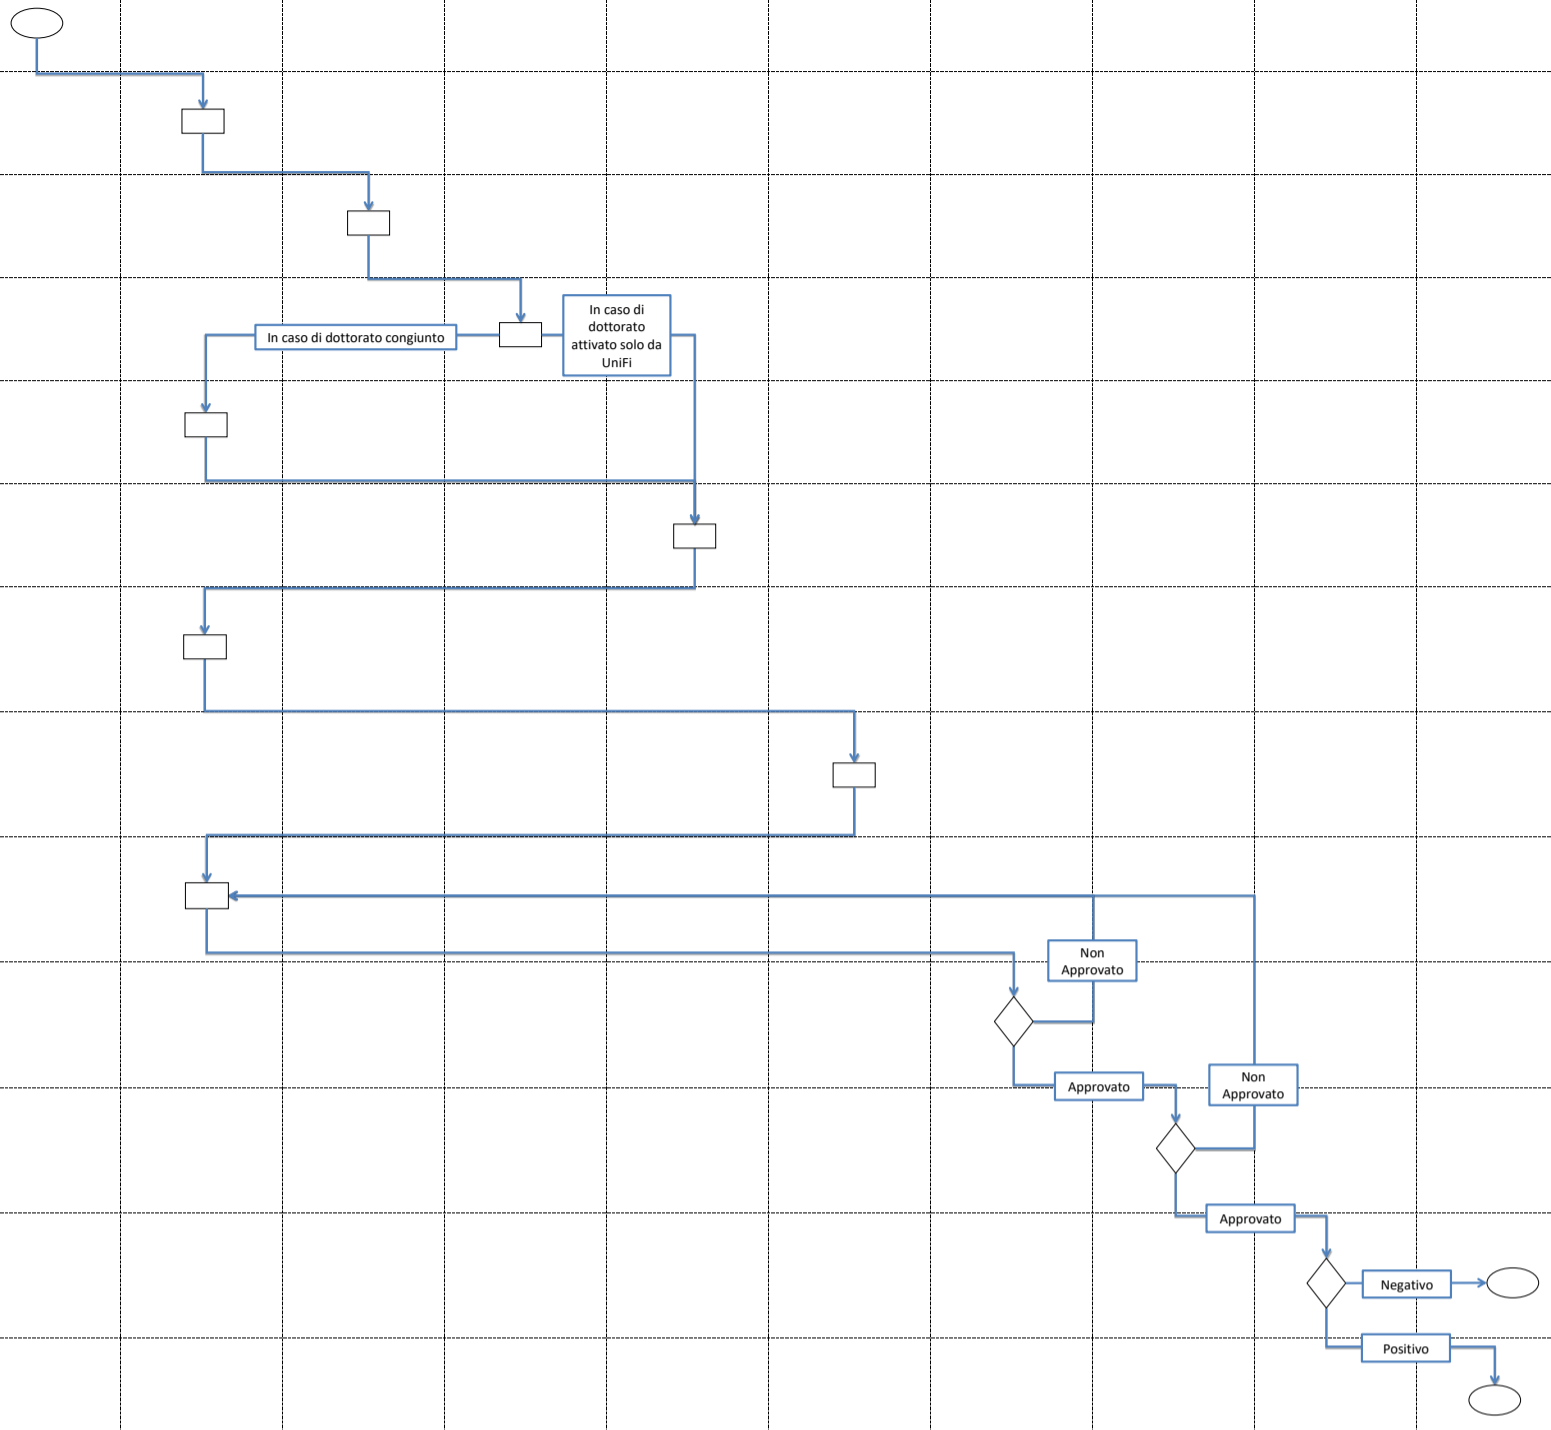 In caso di
dottorato
attivato solo da
UniFi
In caso di dottorato congiunto
Non
Approvato
Approvato
Non
Approvato
Approvato
Negativo
Positivo